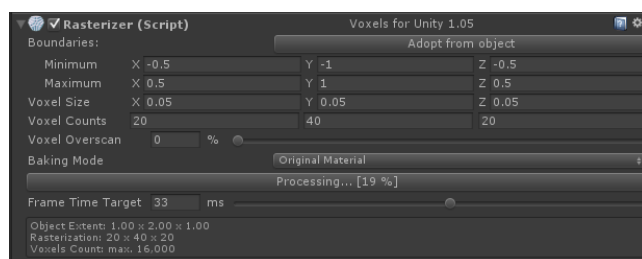 Rasterizer (Script) Voxels for Unity 1.05
Boundaries: Adopt from object
Minimum X -0.5 Y -1 Z -0.5
Maximum X 0.5 Y 1 Z 0.5
Voxel Size X 0.05 Y 0.05 Z 0.05
Voxel Counts 20 40 20
Voxel Overscan 0 %
Baking Mode Original Material
Processing... [19 %]
Frame Time Target 33 ms
Object Extent: 1.00 x 2.00 x 1.00
Rasterization: 20 x 40 x 20
Voxels Count: max. 16,000